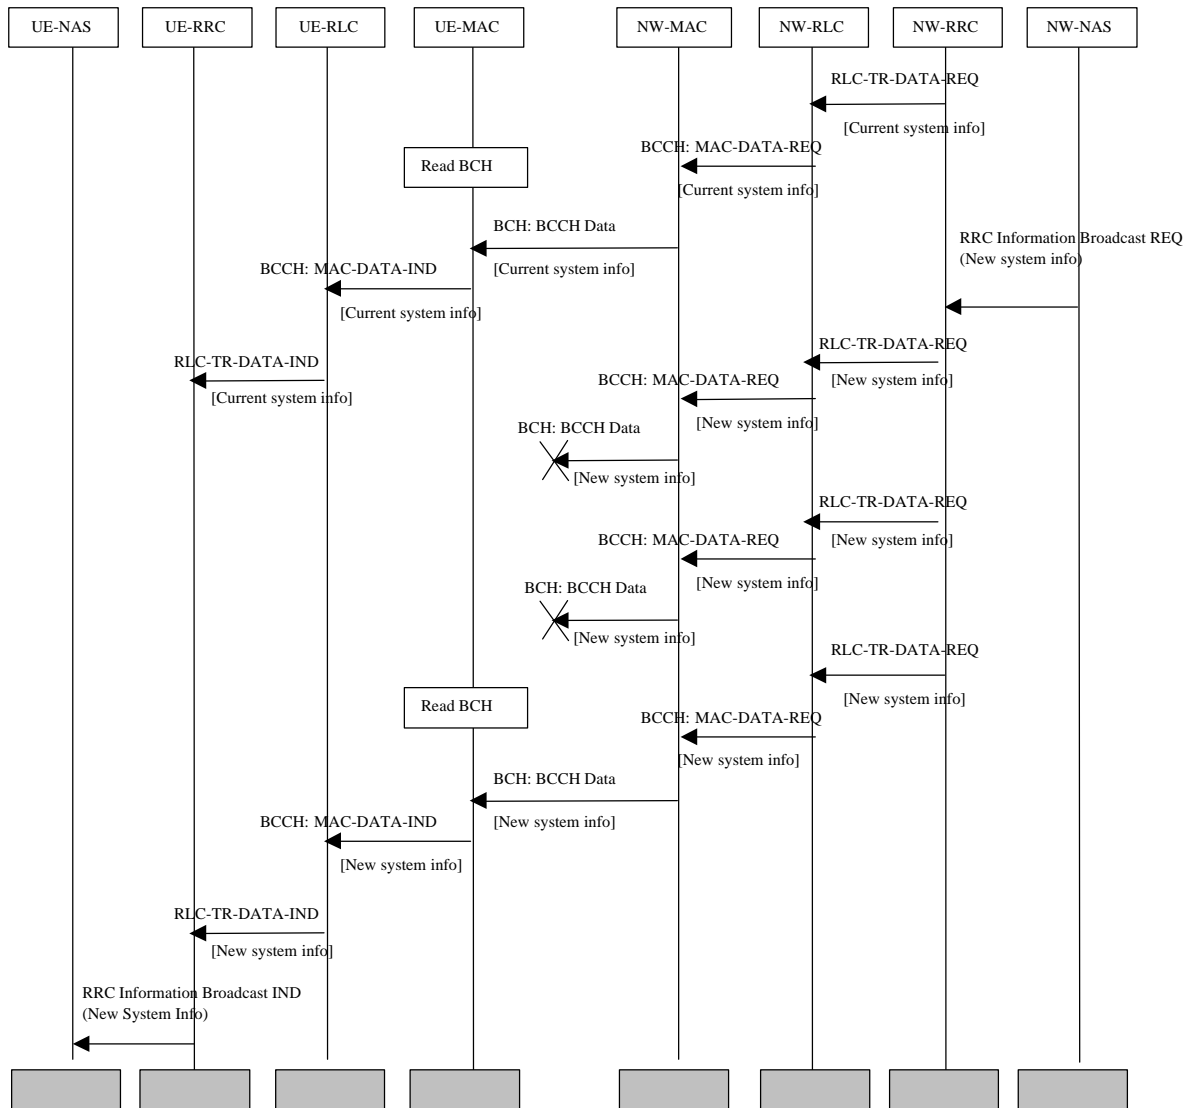 UE-NAS
UE-RRC
UE-RLC
UE-MAC
NW-MAC
NW-RLC
NW-RRC
NW-NAS
RLC-TR-DATA-REQ
[Current system info]
BCCH: MAC-DATA-REQ
Read BCH
[Current system info]
BCH: BCCH Data
RRC Information Broadcast REQ
(New system info)
BCCH: MAC-DATA-IND
[Current system info]
[Current system info]
RLC-TR-DATA-REQ
RLC-TR-DATA-IND
BCCH: MAC-DATA-REQ
[New system info]
[Current system info]
[New system info]
BCH: BCCH Data
[New system info]
RLC-TR-DATA-REQ
BCCH: MAC-DATA-REQ
[New system info]
[New system info]
BCH: BCCH Data
[New system info]
RLC-TR-DATA-REQ
[New system info]
Read BCH
BCCH: MAC-DATA-REQ
[New system info]
BCH: BCCH Data
BCCH: MAC-DATA-IND
[New system info]
[New system info]
RLC-TR-DATA-IND
[New system info]
RRC Information Broadcast IND
(New System Info)